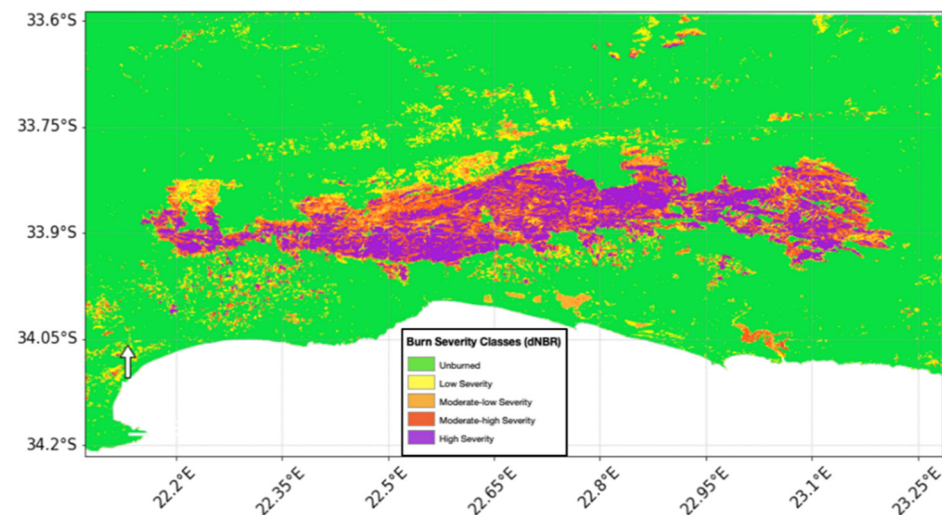 33.6°S
33.75°S
33.9°S
34.05°S
34.2°S
Burn Severity Classes (dNBR)
Unburned
Low Severity
Moderate-low Severity
Moderate-high Severity
High Severity
22.2°E
22.35°E
22.5°E
22.65°E
22.8°E
22.95°E
23.1°E
23.25°E